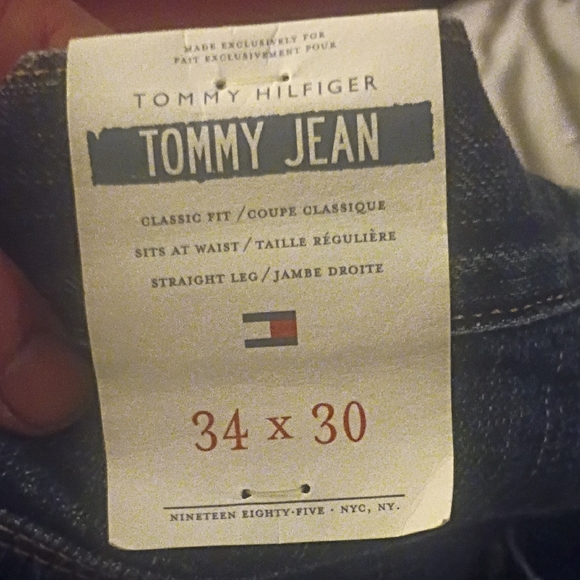 MADE EXCLUSIVELY FOR
FAIT EXCLUSIVEMENT POUR
TOMMY HILFIGER
TOMMY JEAN
CLASSIC FIT / COUPE CLASSIQUE
SITS AT WAIST / TAILLE RÉGULIÈRE
STRAIGHT LEG / JAMBE DROITE
34 x 30
NINETEEN EIGHTY-FIVE · NYC, NY.